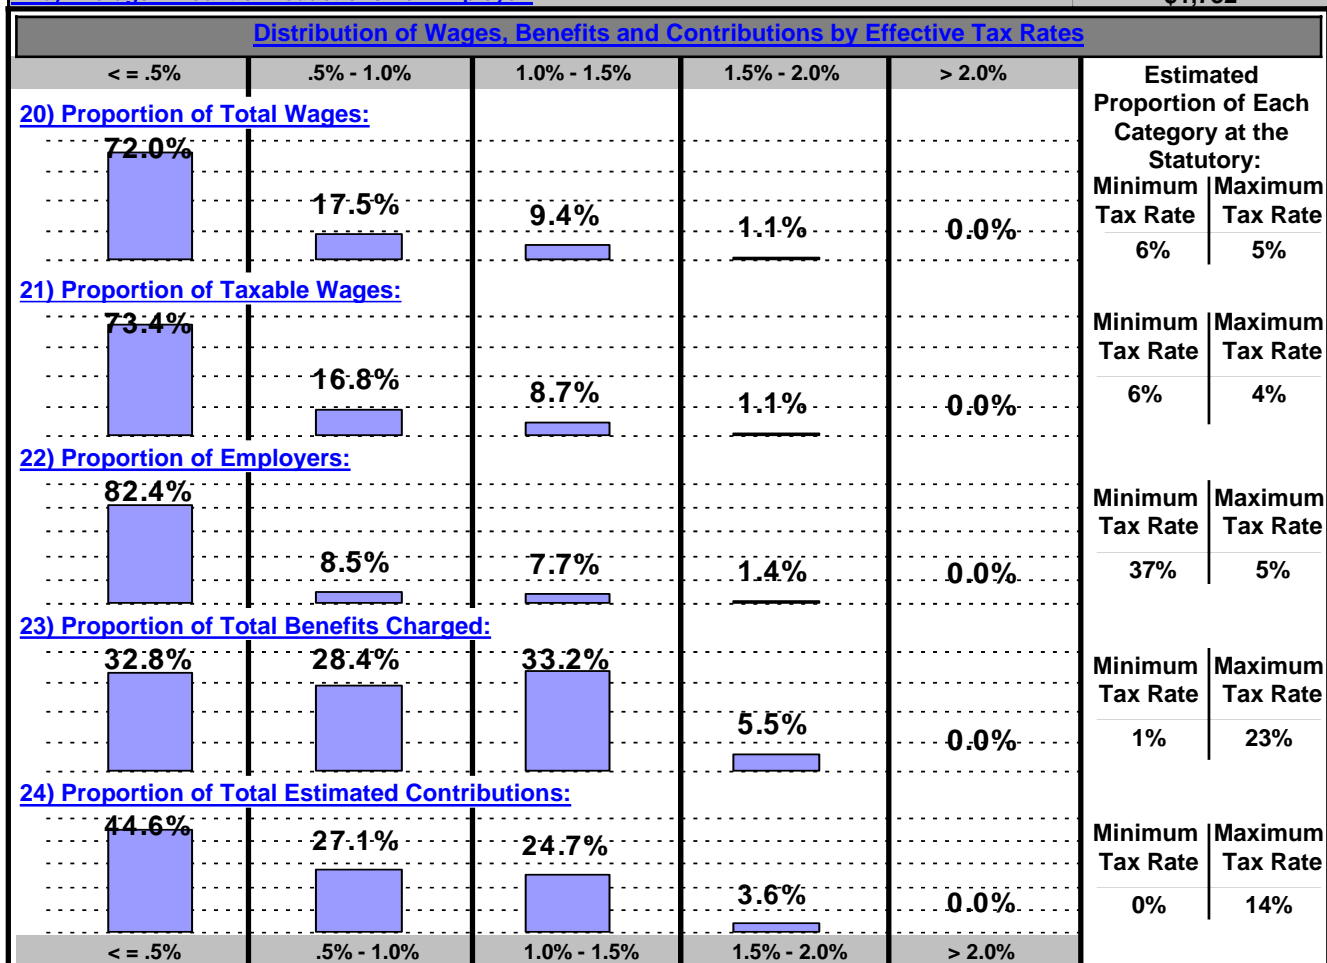 $1,782
Distribution of Wages, Benefits and Contributions by Effective Tax Rates
< = .5% .5% - 1.0% 1.0% - 1.5% 1.5% - 2.0% > 2.0%
Estimated
Proportion of Each
Category at the
Statutory:
20) Proportion of Total Wages:
72.0% 17.5% 9.4% 1.1% 0.0%
Minimum Maximum
Tax Rate Tax Rate
6% 5%
21) Proportion of Taxable Wages:
73.4% 16.8% 8.7% 1.1% 0.0%
Minimum Maximum
Tax Rate Tax Rate
6% 4%
22) Proportion of Employers:
82.4% 8.5% 7.7% 1.4% 0.0%
Minimum Maximum
Tax Rate Tax Rate
37% 5%
23) Proportion of Total Benefits Charged:
32.8% 28.4% 33.2% 5.5% 0.0%
Minimum Maximum
Tax Rate Tax Rate
1% 23%
24) Proportion of Total Estimated Contributions:
44.6% 27.1% 24.7% 3.6% 0.0%
Minimum Maximum
Tax Rate Tax Rate
0% 14%
< = .5% .5% - 1.0% 1.0% - 1.5% 1.5% - 2.0% > 2.0%